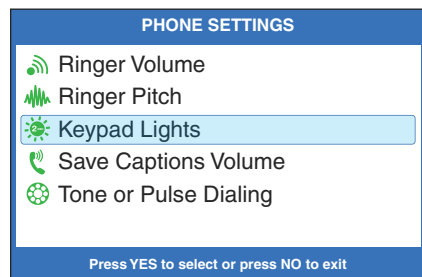 PHONE SETTINGS
Ringer Volume
Ringer Pitch
Keypad Lights
Save Captions Volume
Tone or Pulse Dialing
Press YES to select or press NO to exit